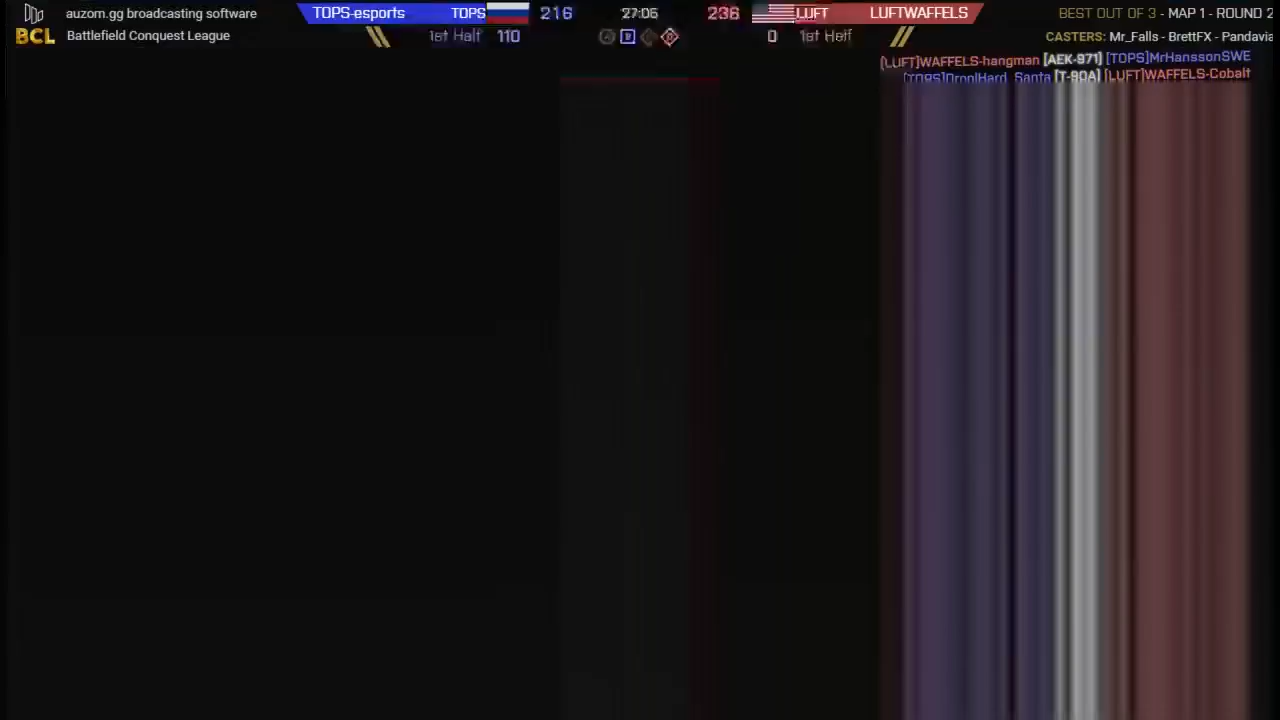 auzom.gg broadcasting software
TOPS-esports TOPS 216 27:05 236 LUFT LUFTWAFFELS
BEST OUT OF 3 - MAP 1 - ROUND 2
BCL Battlefield Conquest League
1st Half 110 0 1st Half
CASTERS: Mr_Falls - BrettFX - Pandavia
[LUFT]WAFFELS-hangman [AEK-971] [TOPS]MrHanssonSWE
[T-90A] [LUFT]WAFFELS-Cobalt